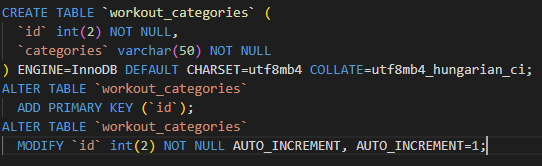 CREATE TABLE `workout_categories` (
  `id` int(2) NOT NULL,
  `categories` varchar(50) NOT NULL
) ENGINE=InnoDB DEFAULT CHARSET=utf8mb4 COLLATE=utf8mb4_hungarian_ci;
ALTER TABLE `workout_categories`
  ADD PRIMARY KEY (`id`);
ALTER TABLE `workout_categories`
  MODIFY `id` int(2) NOT NULL AUTO_INCREMENT, AUTO_INCREMENT=1;